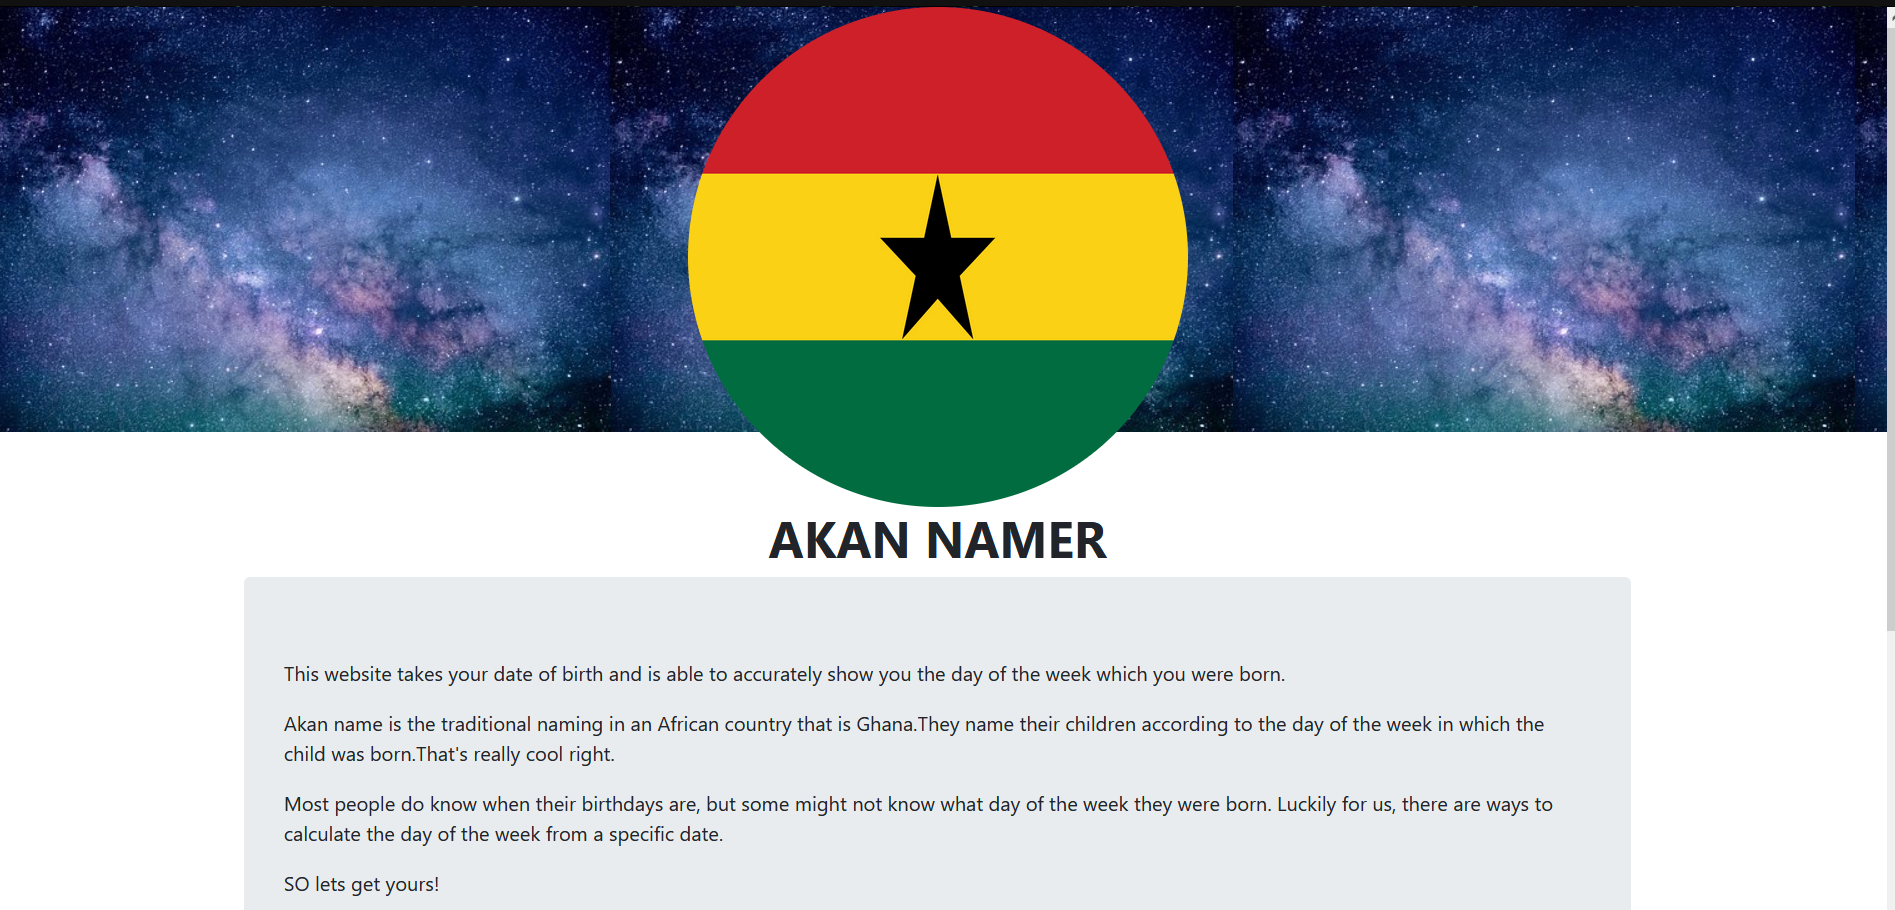 AKAN NAMER
This website takes your date of birth and is able to accurately show you the day of the week which you were born.
Akan name is the traditional naming in an African country that is Ghana.They name their children according to the day of the week in which the
child was born.That's really cool right.
Most people do know when their birthdays are, but some might not know what day of the week they were born. Luckily for us, there are ways to
calculate the day of the week from a specific date.
SO lets get yours!